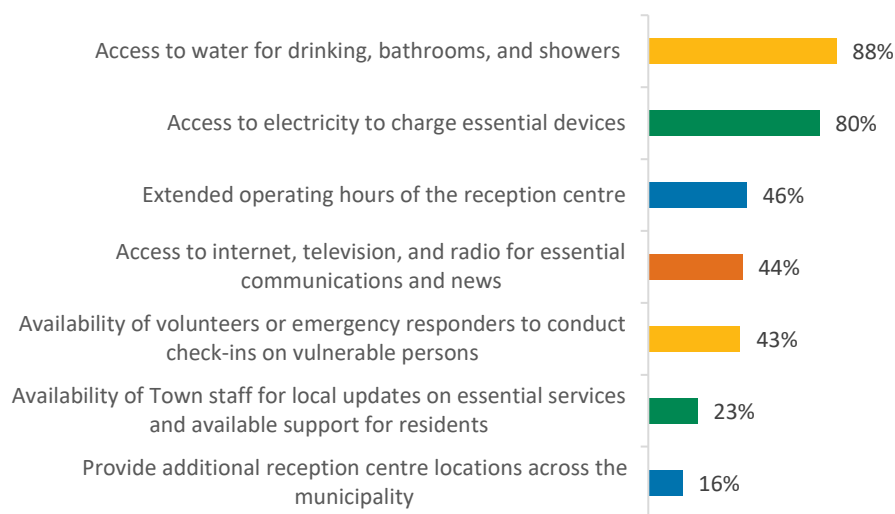 Access to water for drinking, bathrooms, and showers 88%
Access to electricity to charge essential devices 80%
Extended operating hours of the reception centre 46%
Access to internet, television, and radio for essential
communications and news 44%
Availability of volunteers or emergency responders to conduct
check-ins on vulnerable persons 43%
Availability of Town staff for local updates on essential services
and available support for residents 23%
Provide additional reception centre locations across the
municipality 16%